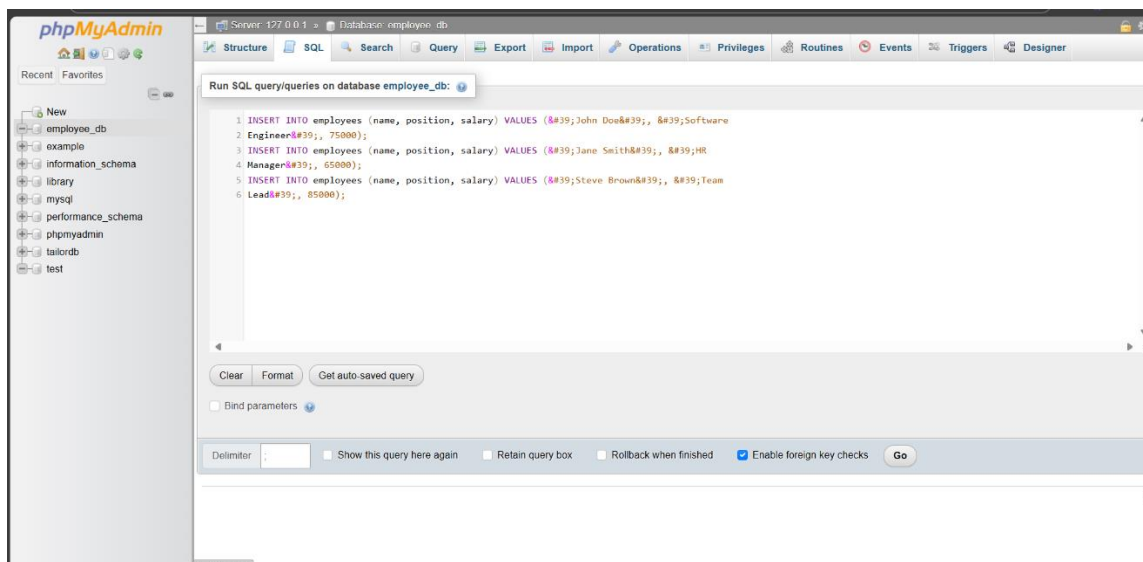 phpMyAdmin
Recent Favorites
New
employee_db
example
information_schema
library
mysql
performance_schema
phpmyadmin
tailordb
test
Server: 127.0.0.1 » Database: employee_db
Structure SQL Search Query Export Import Operations Privileges Routines Events Triggers Designer
Run SQL query/queries on database employee_db:
1 INSERT INTO employees (name, position, salary) VALUES (&#39;John Doe&#39;, &#39;Software
2 Engineer&#39;, 75000);
3 INSERT INTO employees (name, position, salary) VALUES (&#39;Jane Smith&#39;, &#39;HR
4 Manager&#39;, 65000);
5 INSERT INTO employees (name, position, salary) VALUES (&#39;Steve Brown&#39;, &#39;Team
6 Lead&#39;, 85000);
Clear Format Get auto-saved query
Bind parameters
Delimiter ; Show this query here again Retain query box Rollback when finished Enable foreign key checks Go